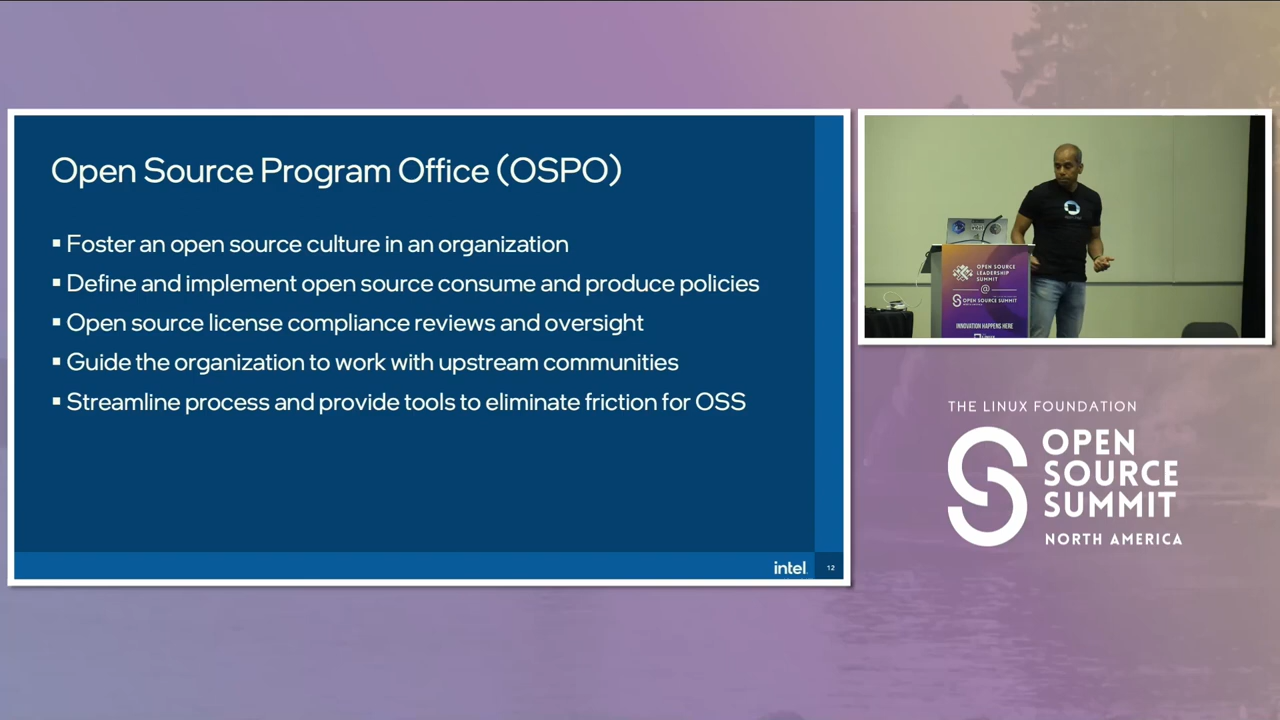 Open Source Program Office (OSPO)
▪ Foster an open source culture in an organization
▪ Define and implement open source consume and produce policies
▪ Open source license compliance reviews and oversight
▪ Guide the organization to work with upstream communities
▪ Streamline process and provide tools to eliminate friction for OSS
intel.
12
OPEN SOURCE
LEADERSHIP
SUMMIT
@
OPEN SOURCE SUMMIT
INNOVATION HAPPENS HERE
THE LINUX FOUNDATION
OPEN
SOURCE
SUMMIT
NORTH AMERICA